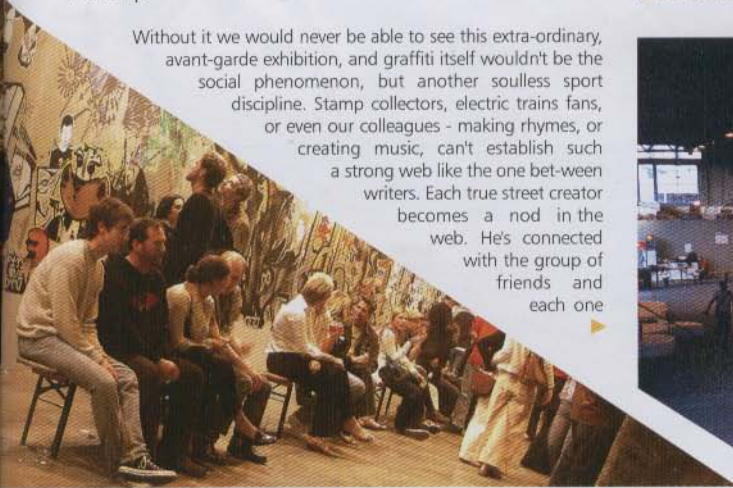 Without it we would never be able to see this extra-ordinary,
avant-garde exhibition, and graffiti itself wouldn't be the
social phenomenon, but another soulless sport
discipline. Stamp collectors, electric trains fans,
or even our colleagues - making rhymes, or
creating music, can't establish such
a strong web like the one bet-ween
writers. Each true street creator
becomes a nod in the
web. He's connected
with the group of
friends and
each one